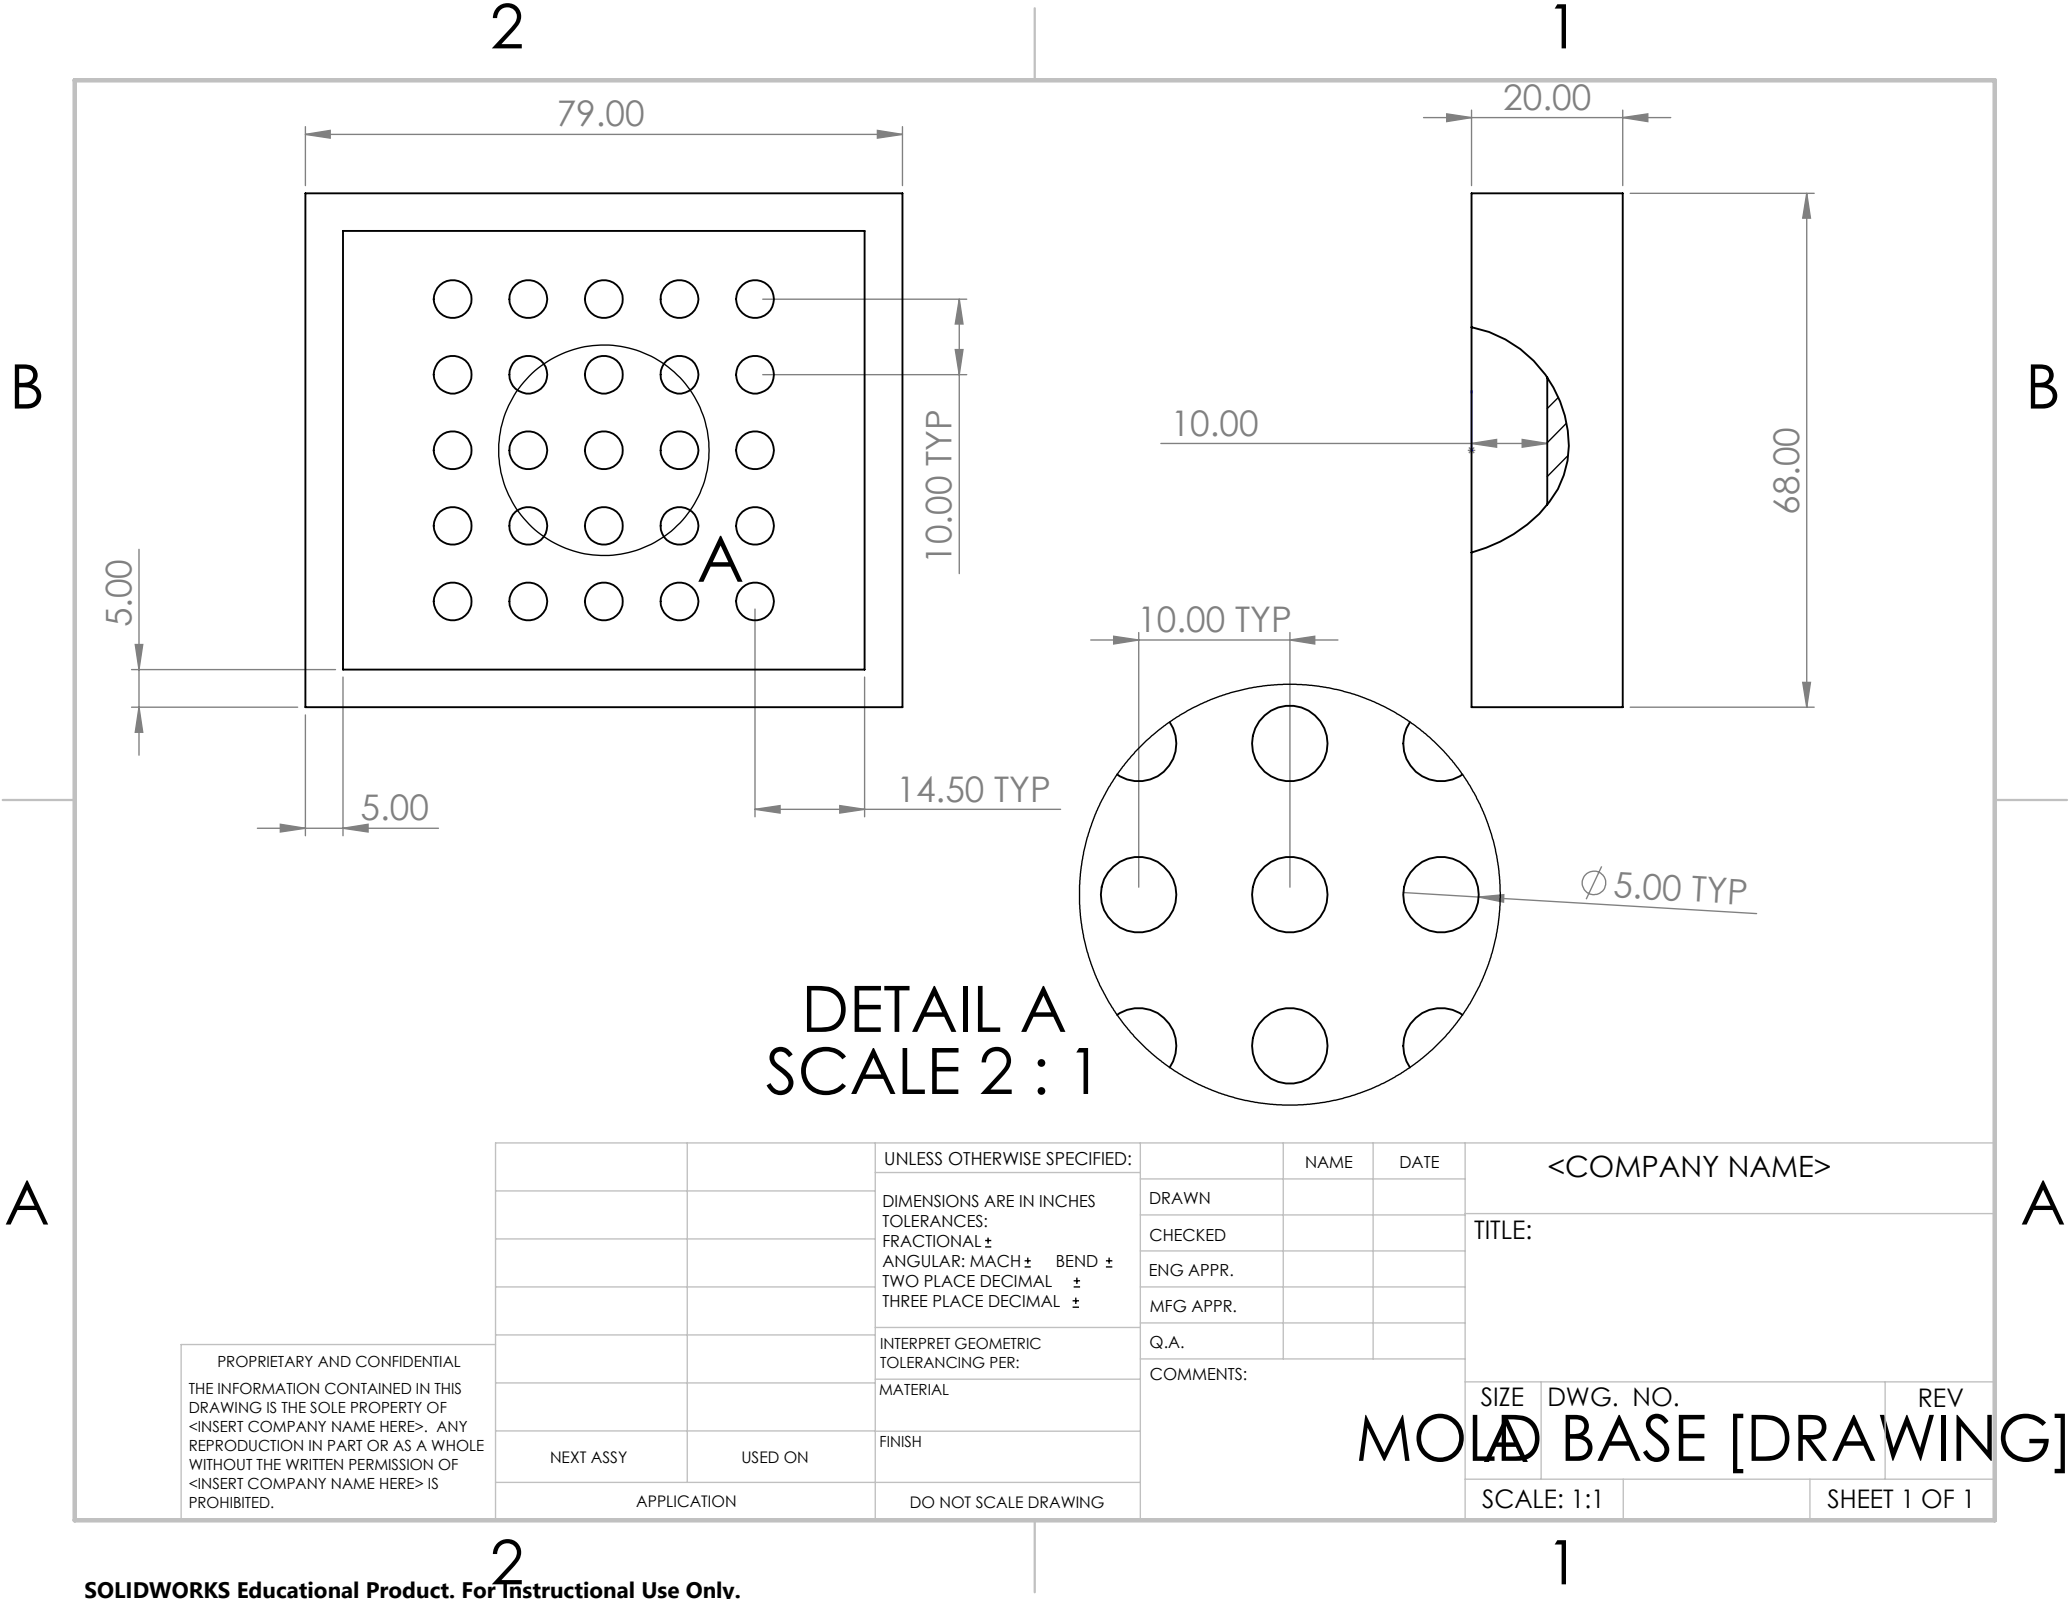 2
1
79.00
20.00
B
B
10.00 TYP
10.00
68.00
5.00
A
10.00 TYP
5.00
14.50 TYP
⌀5.00 TYP
DETAIL A
SCALE 2 : 1
A
A
UNLESS OTHERWISE SPECIFIED:
DIMENSIONS ARE IN INCHES
TOLERANCES:
FRACTIONAL ±
ANGULAR: MACH ± BEND ±
TWO PLACE DECIMAL ±
THREE PLACE DECIMAL ±
INTERPRET GEOMETRIC
TOLERANCING PER:
MATERIAL
FINISH
DO NOT SCALE DRAWING
NAME DATE
DRAWN
CHECKED
ENG APPR.
MFG APPR.
Q.A.
COMMENTS:
<COMPANY NAME>
TITLE:
SIZE DWG. NO. REV
A
MOLD BASE [DRAWING]
SCALE: 1:1
SHEET 1 OF 1
PROPRIETARY AND CONFIDENTIAL
THE INFORMATION CONTAINED IN THIS
DRAWING IS THE SOLE PROPERTY OF
<INSERT COMPANY NAME HERE>. ANY
REPRODUCTION IN PART OR AS A WHOLE
WITHOUT THE WRITTEN PERMISSION OF
<INSERT COMPANY NAME HERE> IS
PROHIBITED.
NEXT ASSY USED ON
APPLICATION
2
1
SOLIDWORKS Educational Product. For Instructional Use Only.